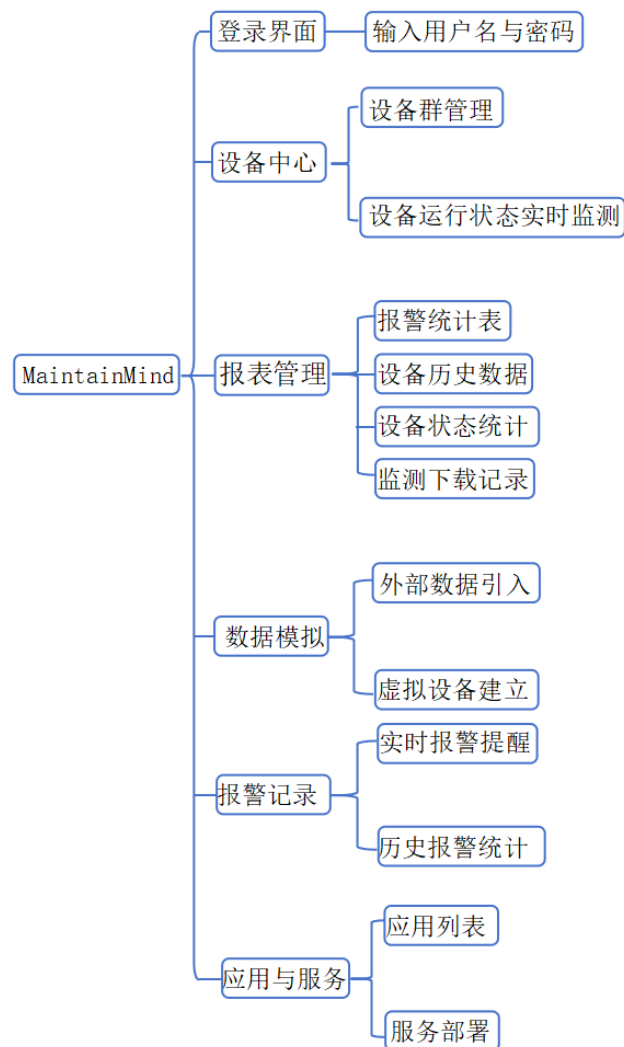 登录界面
输入用户名与密码
设备中心
设备群管理
设备运行状态实时监测
MaintainMind
报表管理
报警统计表
设备历史数据
设备状态统计
监测下载记录
数据模拟
外部数据引入
虚拟设备建立
报警记录
实时报警提醒
历史报警统计
应用与服务
应用列表
服务部署